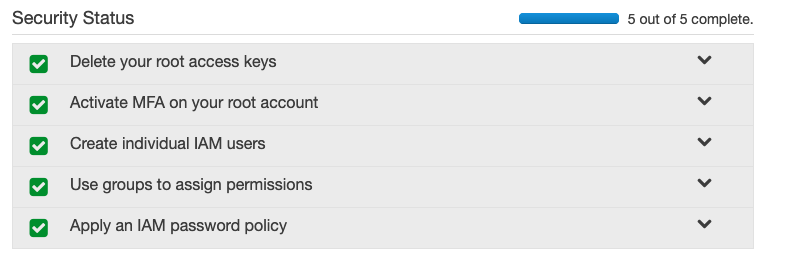 Security Status
5 out of 5 complete.
Delete your root access keys
Activate MFA on your root account
Create individual IAM users
Use groups to assign permissions
Apply an IAM password policy